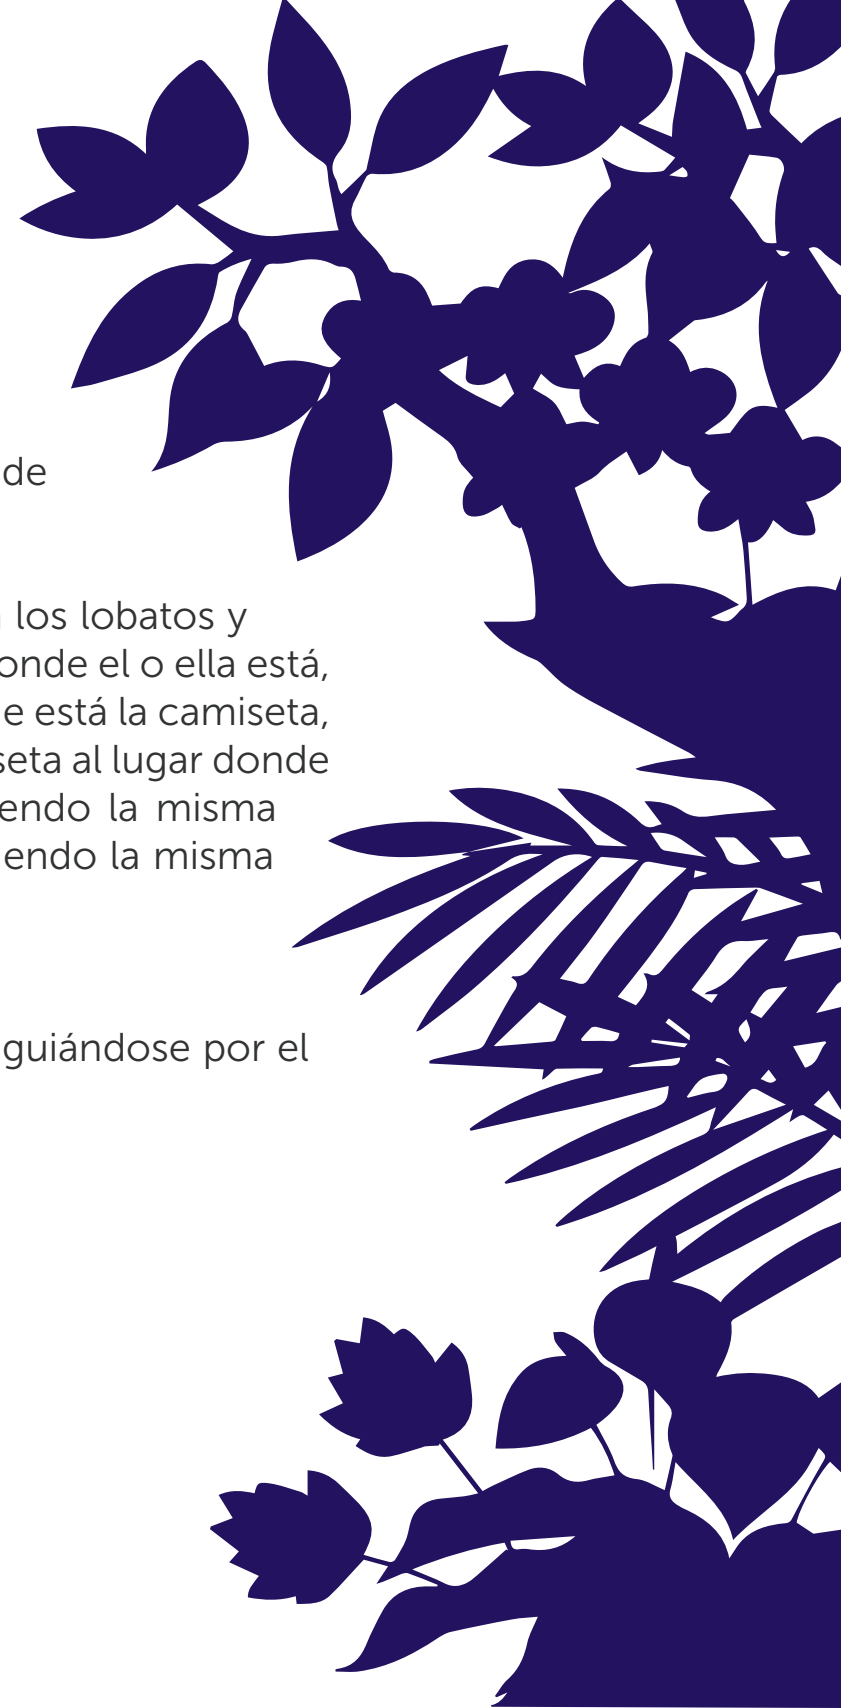 de
los lobatos y
onde el o ella está,
e está la camiseta,
seta al lugar donde
endo la misma
endo la misma
guiándose por el